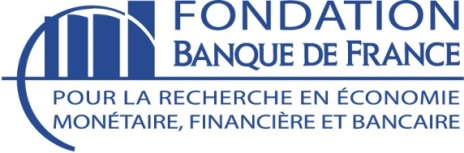 FONDATION
BANQUE DE FRANCE
POUR LA RECHERCHE EN ÉCONOMIE
MONÉTAIRE, FINANCIÈRE ET BANCAIRE